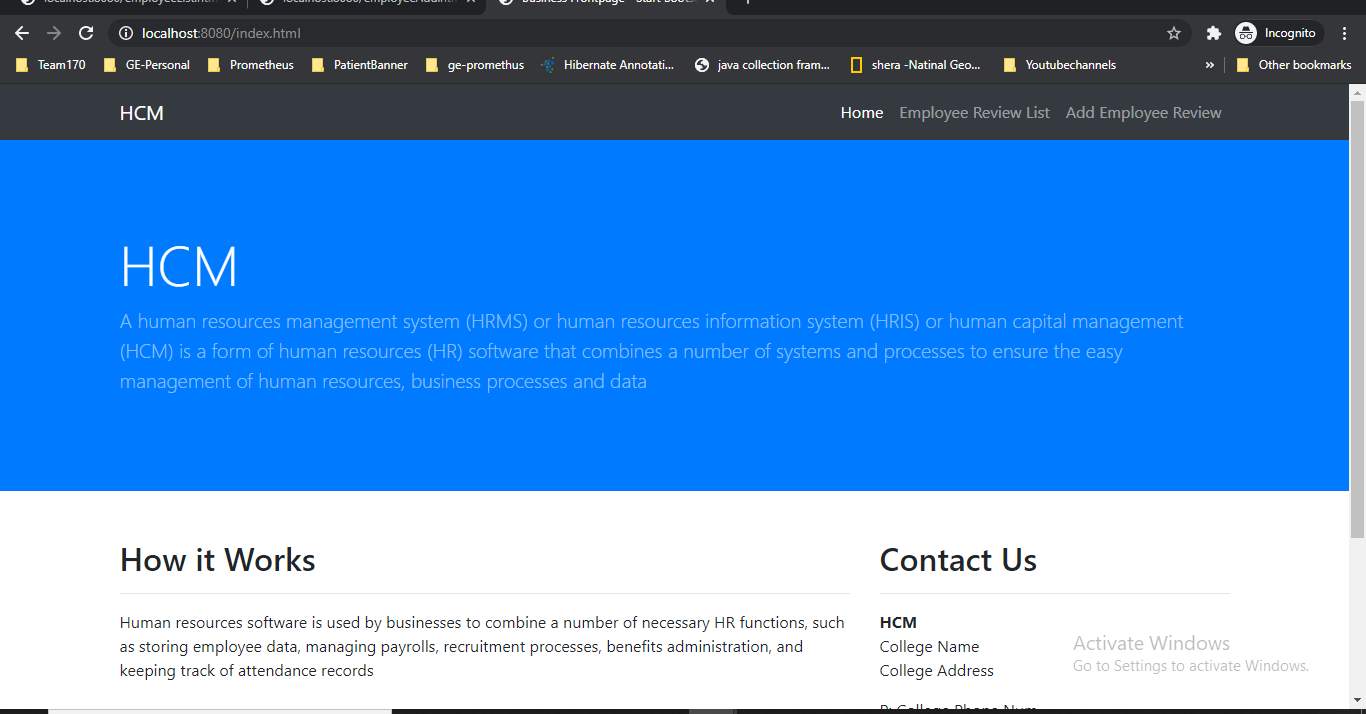 localhost:8080/index.html
Incognito
Team170
GE-Personal
Prometheus
PatientBanner
ge-promethus
Hibernate Annotati...
java collection fram...
shera -Natinal Geo...
Youtubechannels
»
Other bookmarks
HCM
Home
Employee Review List
Add Employee Review
HCM
A human resources management system (HRMS) or human resources information system (HRIS) or human capital management
(HCM) is a form of human resources (HR) software that combines a number of systems and processes to ensure the easy
management of human resources, business processes and data
How it Works
Human resources software is used by businesses to combine a number of necessary HR functions, such
as storing employee data, managing payrolls, recruitment processes, benefits administration, and
keeping track of attendance records
Contact Us
HCM
College Name
College Address
Activate Windows
Go to Settings to activate Windows.